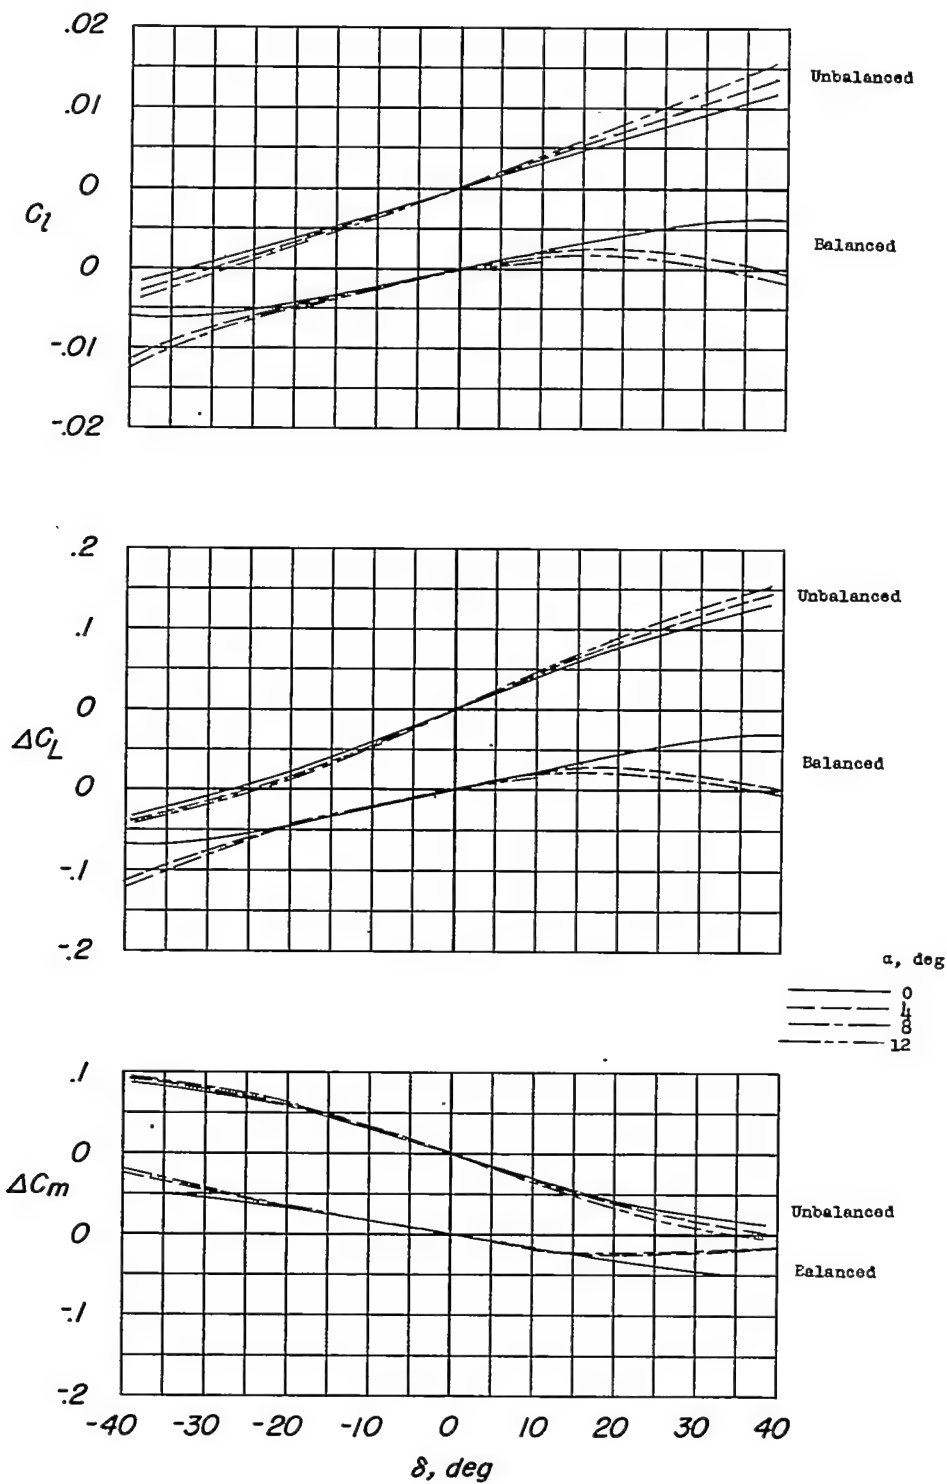 .02
Unbalanced
.01
0
C_l
Balanced
0
-.01
-.02
.2
Unbalanced
.1
0
ΔC_L
Balanced
0
-.1
-.2
α, deg
0
4
8
12
.1
0
ΔC_m
Unbalanced
0
Balanced
-.1
-.2
-40 -30 -20 -10 0 10 20 30 40
δ, deg